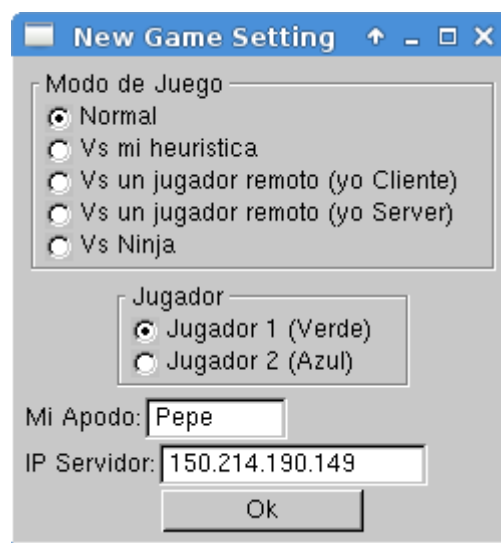 New Game Setting
Modo de Juego
Normal
Vs mi heuristica
Vs un jugador remoto (yo Cliente)
Vs un jugador remoto (yo Server)
Vs Ninja
Jugador
Jugador 1 (Verde)
Jugador 2 (Azul)
Mi Apodo: Pepe
IP Servidor: 150.214.190.149
Ok